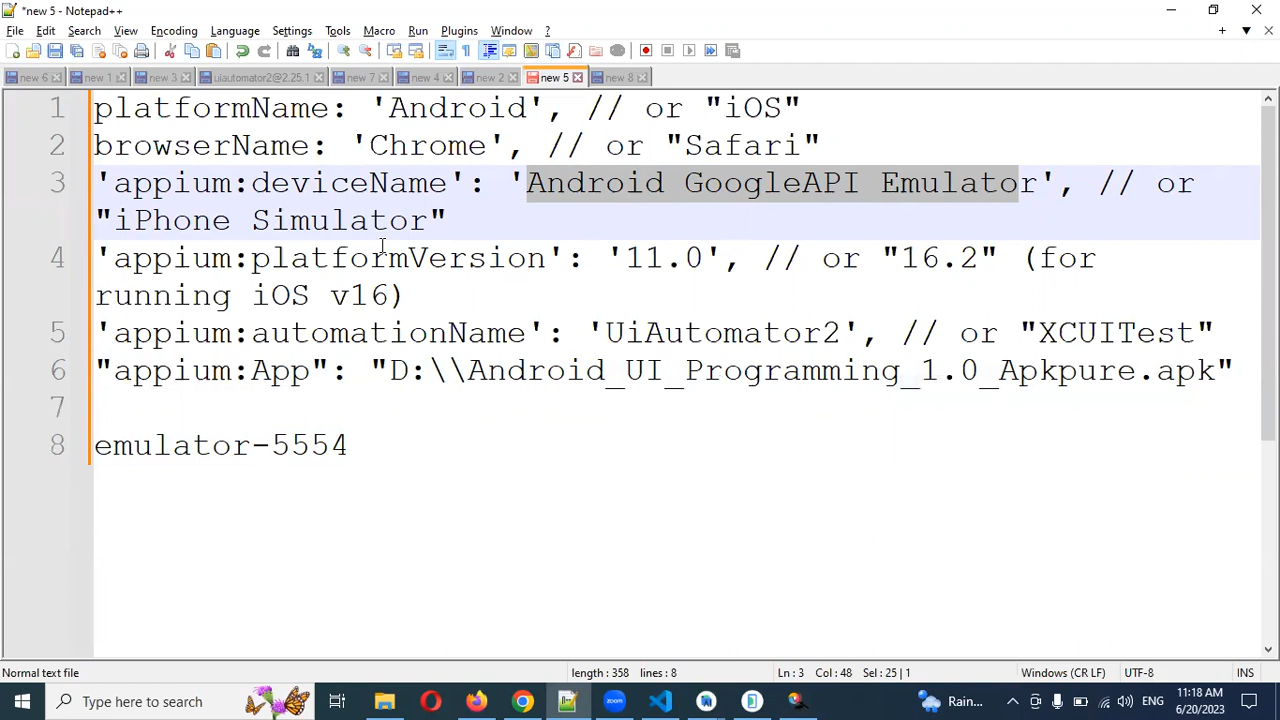 *new 5 - Notepad++
File Edit Search View Encoding Language Settings Tools Macro Run Plugins Window ?
new 6 new 1 new 3 uiautomator2@2.25.1 new 7 new 4 new 2 new 5 new 8
1 platformName: 'Android', // or "iOS"
2 browserName: 'Chrome', // or "Safari"
3 'appium:deviceName': 'Android GoogleAPI Emulator', // or
"iPhone Simulator"
4 'appium:platformVersion': '11.0', // or "16.2" (for
running iOS v16)
5 'appium:automationName': 'UiAutomator2', // or "XCUITest"
6 "appium:App": "D:\\Android_UI_Programming_1.0_Apkpure.apk"
7
8 emulator-5554
Normal text file length : 358 lines : 8 Ln : 3 Col : 48 Sel : 25 | 1 Windows (CR LF) UTF-8 INS
Type here to search zoom Rain... ENG 11:18 AM
6/20/2023